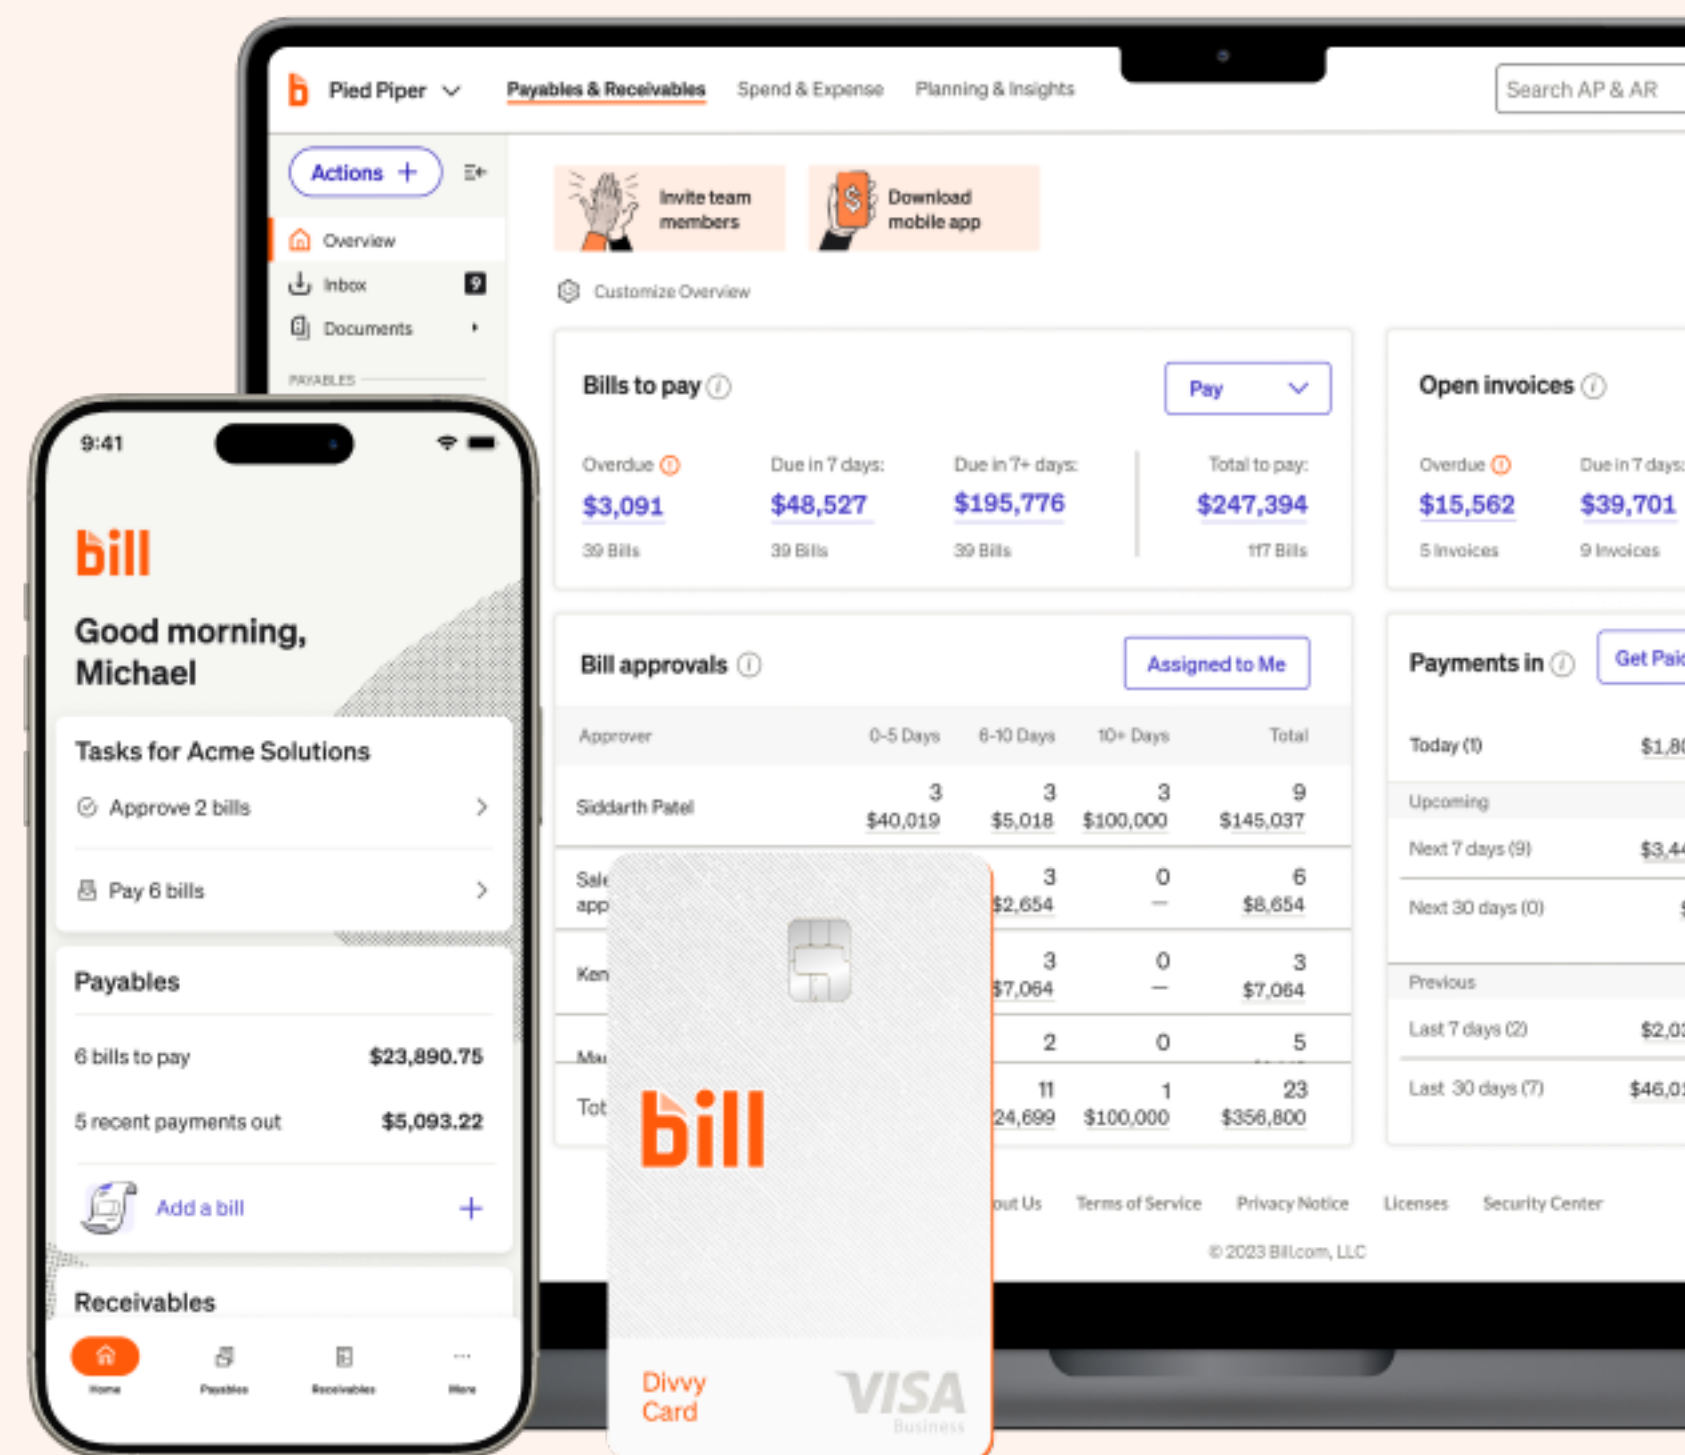 Pied Piper
Payables & Receivables
Spend & Expense
Planning & Insights
Search AP & AR
Actions +
Overview
Inbox 9
Documents
PAYABLES
Invite team
members
Download
mobile app
Customize Overview
Bills to pay
Pay
Overdue
$3,091
39 Bills
Due in 7 days:
$48,527
39 Bills
Due in 7+ days:
$195,776
39 Bills
Total to pay:
$247,394
117 Bills
Open invoices
Overdue
$15,562
5 Invoices
Due in 7 days:
$39,701
9 Invoices
Bill approvals
Assigned to Me
Approver 0-5 Days 6-10 Days 10+ Days Total
Siddarth Patel
3 3 3 9
$40,019 $5,018 $100,000 $145,037
3 0 6
$2,654 — $8,654
3 0 3
$7,064 — $7,064
2 0 5
11 1 23
24,699 $100,000 $356,800
Payments in
Get
Today (1)
Upcoming
Next 7 days (9)
Next 30 days (0)
Previous
Last 7 days (2)
Last 30 days (7)
Us
Terms of Service
Privacy Notice
Licenses
Security Center
© 2023 Bill.com, LLC
9:41
bill
Good morning,
Michael
Tasks for Acme Solutions
Approve 2 bills
Pay 6 bills
Payables
6 bills to pay $23,890.75
5 recent payments out $5,093.22
Add a bill +
Receivables
Home
Payables
Receivables
More
bill
Divvy
Card
VISA
Business